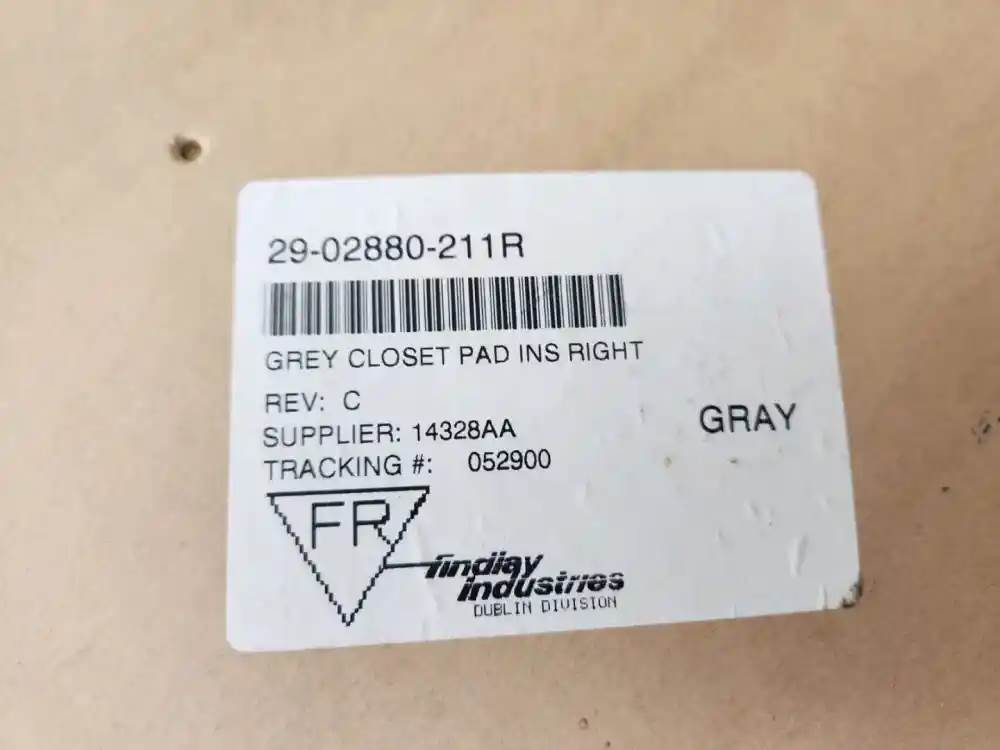 29-02880-211R
GREY CLOSET PAD INS RIGHT
REV: C
SUPPLIER: 14328AA
GRAY
TRACKING #: 052900
FR
findlay
industries
DUBLIN DIVISION